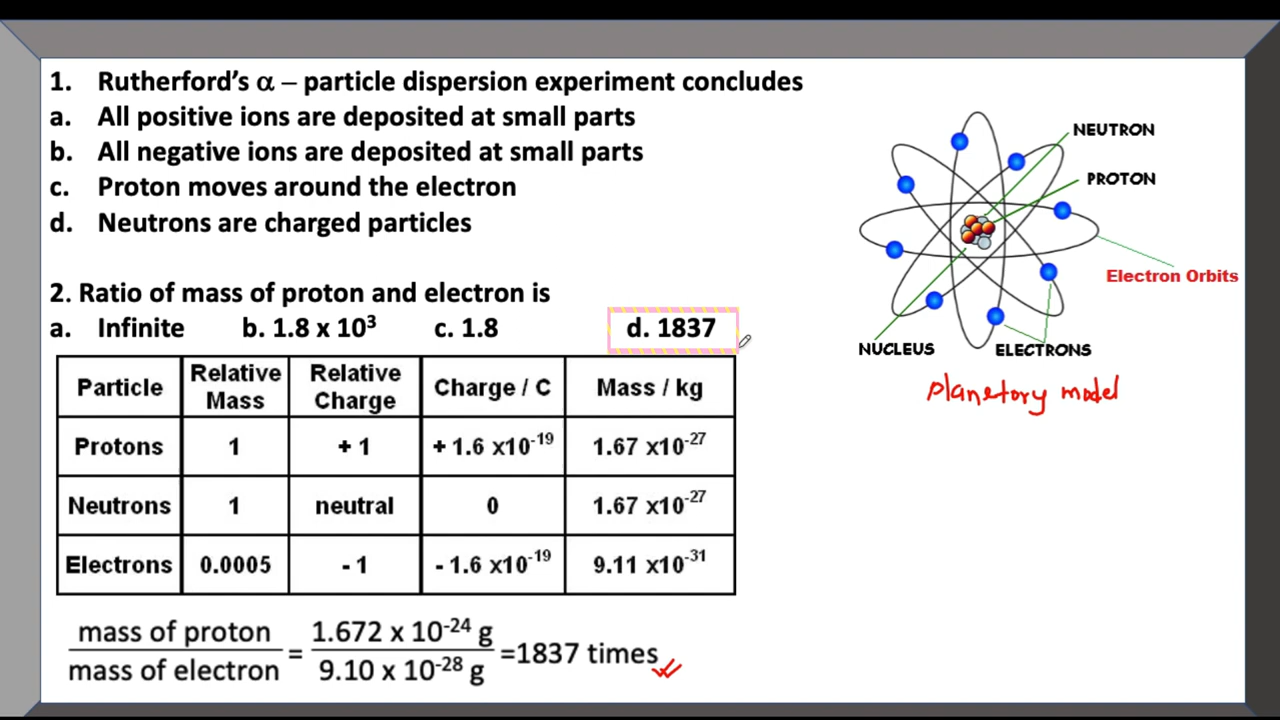 1. Rutherford's α – particle dispersion experiment concludes
a. All positive ions are deposited at small parts
b. All negative ions are deposited at small parts
c. Proton moves around the electron
d. Neutrons are charged particles
2. Ratio of mass of proton and electron is
a. Infinite b. 1.8 x 10³ c. 1.8 d. 1837
Particle Relative Mass Relative Charge Charge / C Mass / kg
Protons 1 + 1 + 1.6 x10⁻¹⁹ 1.67 x10⁻²⁷
Neutrons 1 neutral 0 1.67 x10⁻²⁷
Electrons 0.0005 - 1 - 1.6 x10⁻¹⁹ 9.11 x10⁻³¹
mass of proton / mass of electron = 1.672 x 10⁻²⁴ g / 9.10 x 10⁻²⁸ g =1837 times
NEUTRON
PROTON
Electron Orbits
NUCLEUS
ELECTRONS
planetory model